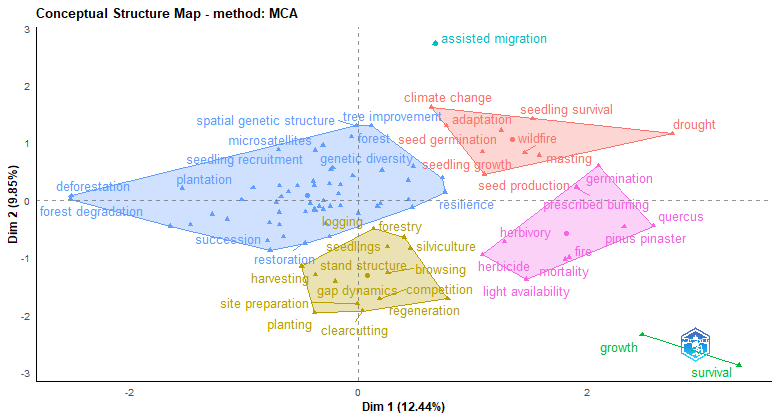 Conceptual Structure Map - method: MCA
3
assisted migration
2
climate change
seedling survival
spatial genetic structure
tree improvement
adaptation
drought
microsatellites
forest
seed germination
wildfire
1
seedling recruitment
genetic diversity
seedling growth
masting
plantation
seed production
germination
deforestation
0
forest degradation
resilience
prescribed burning
quercus
logging
forestry
herbivory
pinus pinaster
succession
seedlings
silviculture
fire
restoration
stand structure
browsing
herbicide
mortality
-1
harvesting
gap dynamics
competition
light availability
site preparation
regeneration
-2
planting
clearcutting
growth
survival
-3
-2
0
2
Dim 1 (12.44%)
Dim 2 (9.85%)